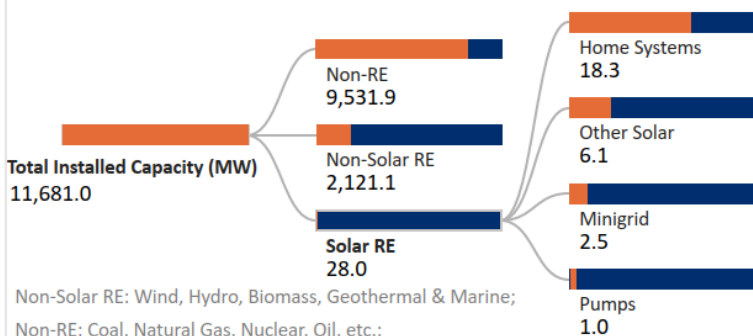 Home Systems
18.3
Non-RE
9,531.9
Other Solar
6.1
Total Installed Capacity (MW)
11,681.0
Non-Solar RE
2,121.1
Minigrid
2.5
Solar RE
28.0
Pumps
1.0
Non-Solar RE: Wind, Hydro, Biomass, Geothermal & Marine;
Non-RE: Coal, Natural Gas, Nuclear, Oil, etc.;